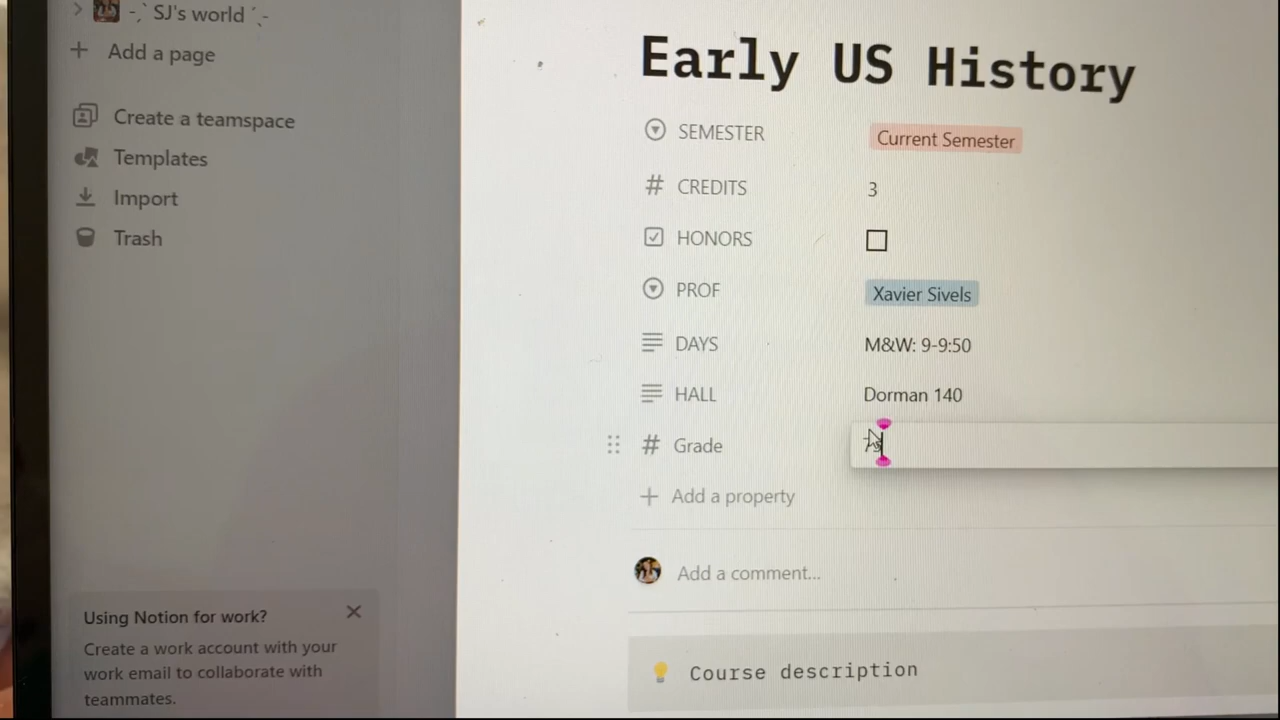 -ˏˋ SJ's world ˊˎ-
Add a page
Create a teamspace
Templates
Import
Trash
Using Notion for work?
Create a work account with your
work email to collaborate with
teammates.
Early US History
SEMESTER Current Semester
CREDITS 3
HONORS
PROF Xavier Sivels
DAYS M&W: 9-9:50
HALL Dorman 140
Grade
Add a property
Add a comment...
Course description